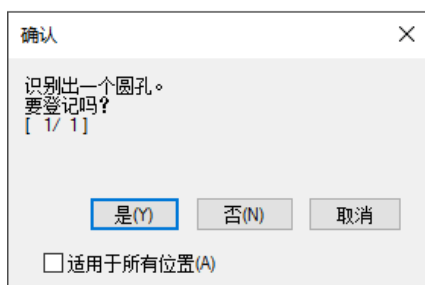 确认
识别出一个圆孔。
要登记吗?
[ 1/ 1]
是(Y) 否(N) 取消
适用于所有位置(A)